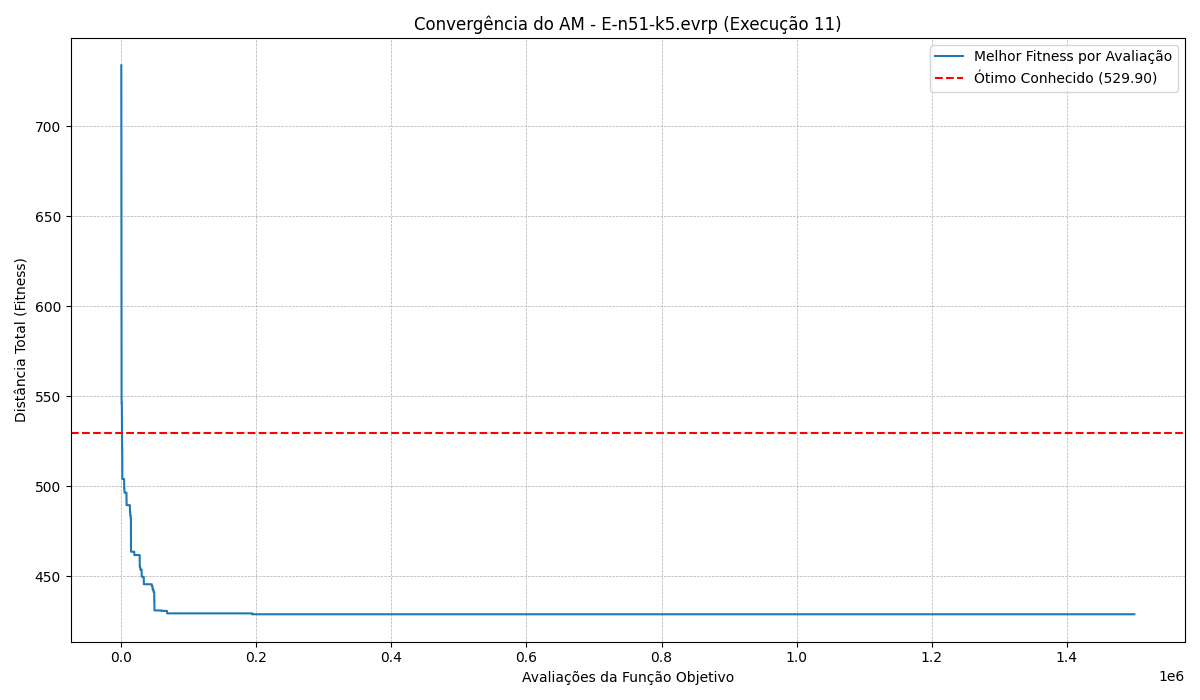 Convergência do AM - E-n51-k5.evrp (Execução 11)
Melhor Fitness por Avaliação
Ótimo Conhecido (529.90)
Distância Total (Fitness)
700
650
600
550
500
450
0.0 0.2 0.4 0.6 0.8 1.0 1.2 1.4
1e6
Avaliações da Função Objetivo